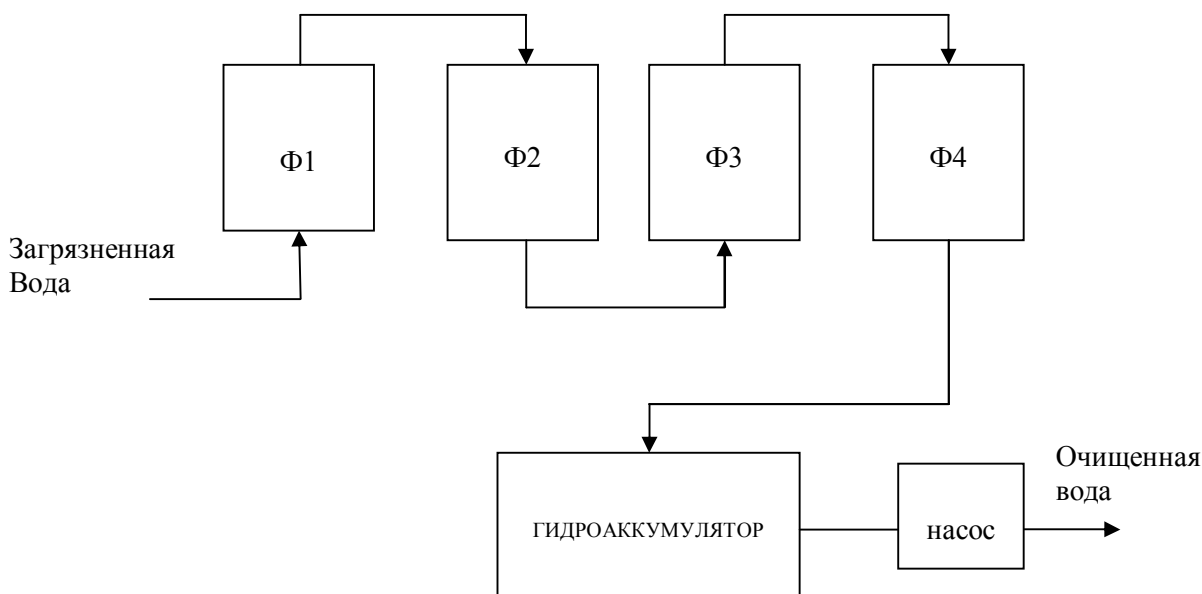 Ф1
Ф2
Ф3
Ф4
Загрязненная
Вода
ГИДРОАККУМУЛЯТОР
насос
Очищенная
вода